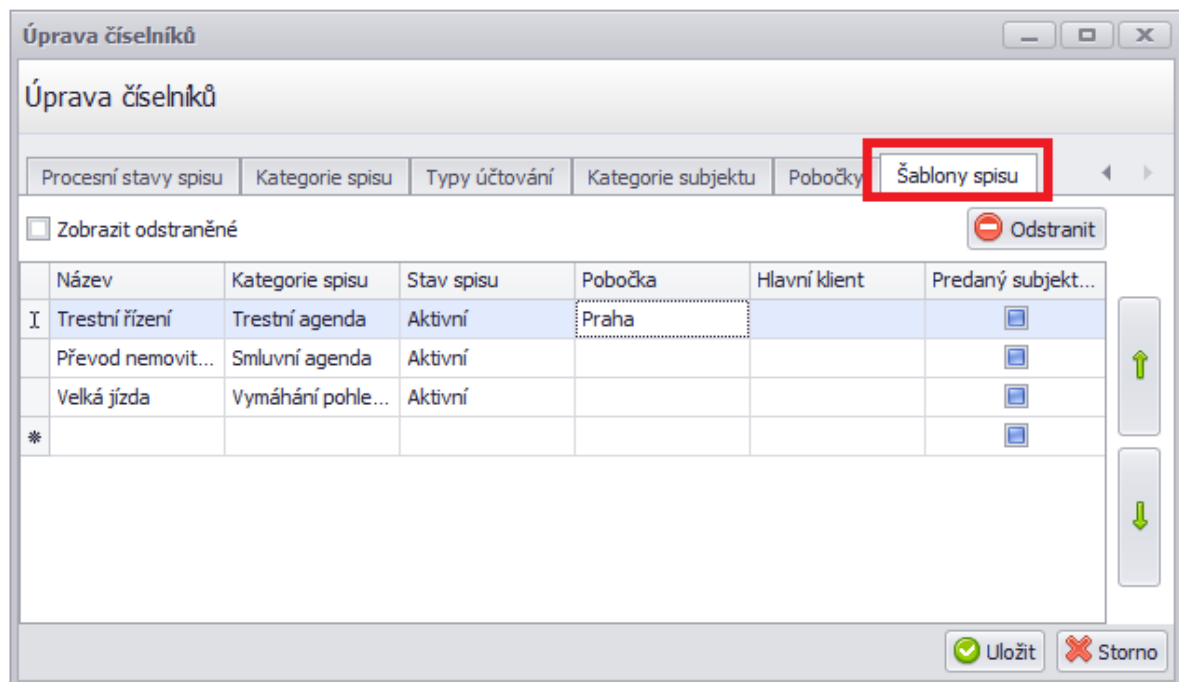 Úprava číselníků
Úprava číselníků
Procesní stavy spisu Kategorie spisu Typy účtování Kategorie subjektu Pobočky Šablony spisu
Zobrazit odstraněné Odstranit
Název Kategorie spisu Stav spisu Pobočka Hlavní klient Predaný subjekt...
Trestní řízení Trestní agenda Aktivní Praha
Převod nemovit... Smluvní agenda Aktivní
Velká jízda Vymáhání pohle... Aktivní
Uložit Storno